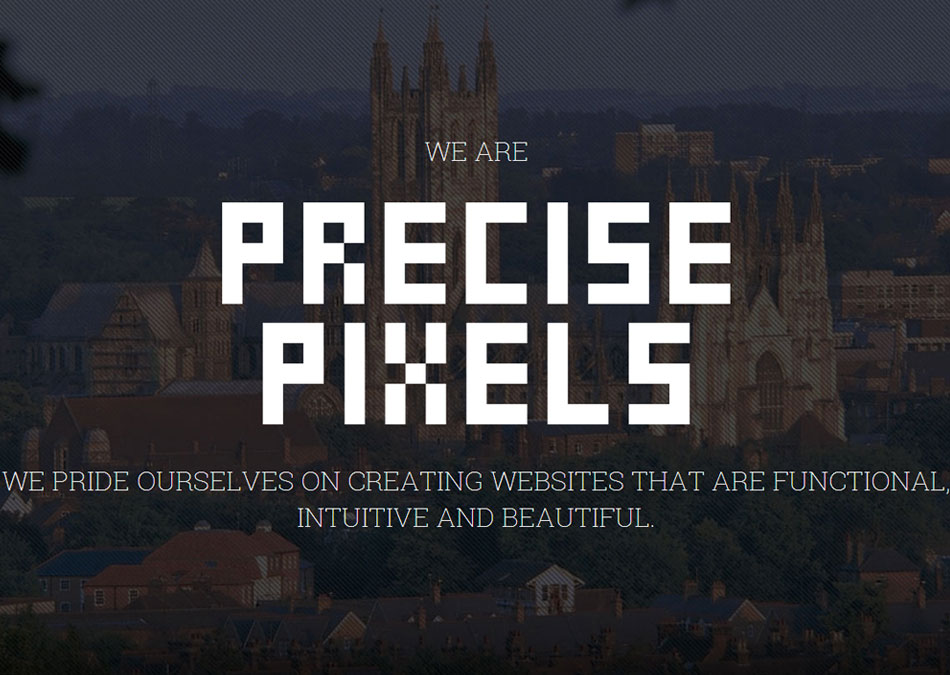 WE ARE
PRECISE
PIXELS
WE PRIDE OURSELVES ON CREATING WEBSITES THAT ARE FUNCTIONAL,
INTUITIVE AND BEAUTIFUL.